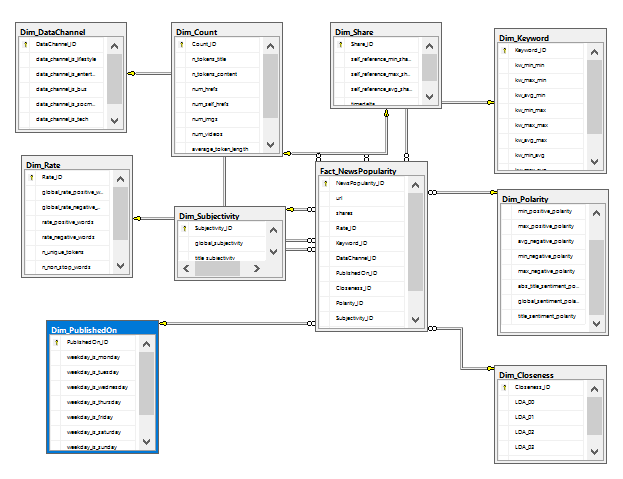 Dim_DataChannel
DataChannel_ID
data_channel_is_lifestyle
data_channel_is_entert...
data_channel_is_bus
data_channel_is_socm...
data_channel_is_tech
Dim_Count
Count_ID
n_tokens_title
n_tokens_content
num_hrefs
num_self_hrefs
num_imgs
num_videos
average_token_length
Dim_Share
Share_ID
self_reference_min_sha...
self_reference_max_sh...
self_reference_avg_sha...
timedelta
Dim_Keyword
Keyword_ID
kw_min_min
kw_max_min
kw_avg_min
kw_min_max
kw_max_max
kw_avg_max
kw_min_avg
Dim_Rate
Rate_ID
global_rate_positive_w...
global_rate_negative_...
rate_positive_words
rate_negative_words
n_unique_tokens
n_non_stop_words
Dim_Subjectivity
Subjectivity_ID
global_subjectivity
title_subjectivity
Fact_NewsPopularity
NewsPopularity_ID
url
shares
Rate_ID
Keyword_ID
DataChannel_ID
PublishedOn_ID
Closeness_ID
Polarity_ID
Subjectivity_ID
Dim_Polarity
min_positive_polarity
max_positive_polarity
avg_negative_polarity
min_negative_polarity
max_negative_polarity
abs_title_sentiment_pol...
global_sentiment_pola...
title_sentiment_polarity
Dim_PublishedOn
PublishedOn_ID
weekday_is_monday
weekday_is_tuesday
weekday_is_wednesday
weekday_is_thursday
weekday_is_friday
weekday_is_saturday
weekday_is_sunday
Dim_Closeness
Closeness_ID
LDA_00
LDA_01
LDA_02
LDA_03